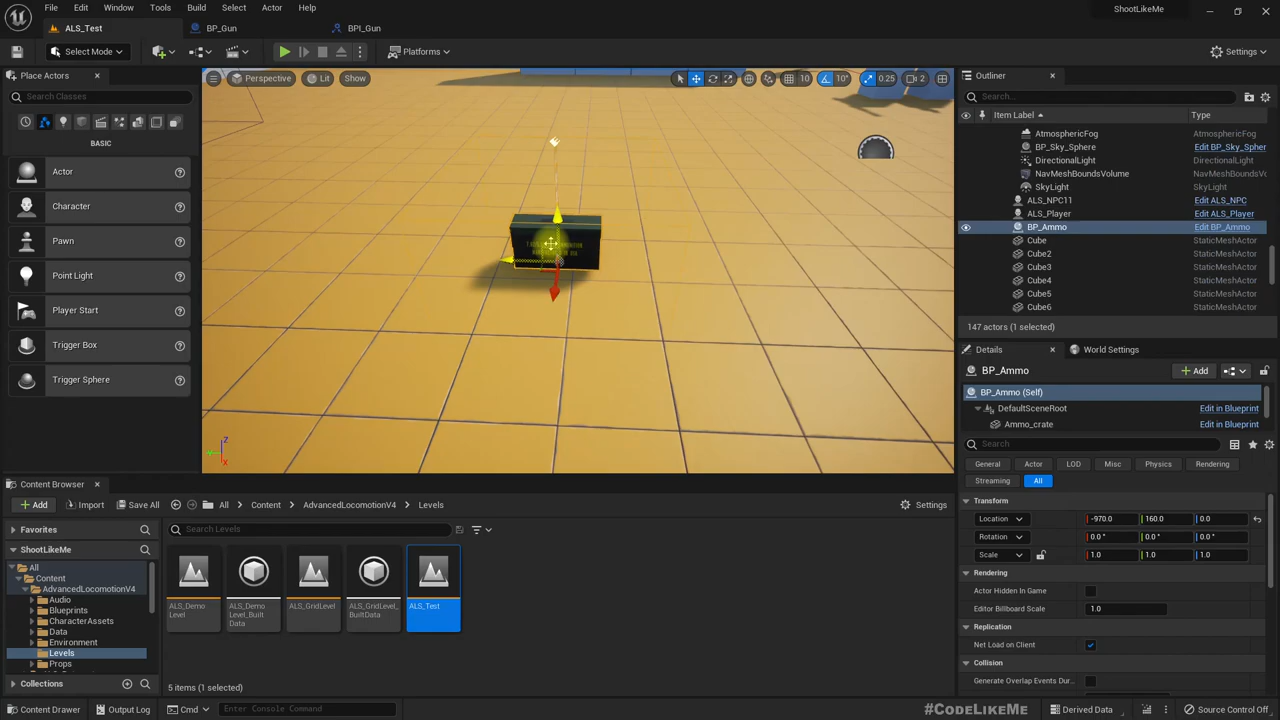 File Edit Window Tools Build Select Actor Help
ShootLikeMe
ALS_Test
BP_Gun
BPI_Gun
Select Mode
Platforms
Settings
Place Actors
Search Classes
BASIC
Actor
Character
Pawn
Point Light
Player Start
Trigger Box
Trigger Sphere
Perspective
Lit
Show
10
10°
0.25
2
Outliner
Search...
Item Label
Type
AtmosphericFog AtmosphericFog
BP_Sky_Sphere Edit BP_Sky_Spher
DirectionalLight DirectionalLight
NavMeshBoundsVolume NavMeshBoundsVo
SkyLight SkyLight
ALS_NPC11 Edit ALS_NPC
ALS_Player Edit ALS_Player
BP_Ammo Edit BP_Ammo
Cube StaticMeshActor
Cube2 StaticMeshActor
Cube3 StaticMeshActor
Cube4 StaticMeshActor
Cube5 StaticMeshActor
Cube6 StaticMeshActor
147 actors (1 selected)
Details
World Settings
BP_Ammo
Add
BP_Ammo (Self)
DefaultSceneRoot Edit in Blueprint
Ammo_crate Edit in Blueprint
Search
General Actor LOD Misc Physics Rendering
Streaming All
Transform
Location -970.0 160.0 0.0
Rotation 0.0 ° 0.0 ° 0.0 °
Scale 1.0 1.0 1.0
Rendering
Actor Hidden In Game
Editor Billboard Scale 1.0
Replication
Net Load on Client
Collision
Generate Overlap Events Dur...
Z
X
Content Browser
Add
Import
Save All
All
Content
AdvancedLocomotionV4
Levels
Settings
Favorites
ShootLikeMe
All
Content
AdvancedLocomotionV4
Audio
Blueprints
CharacterAssets
Data
Environment
Levels
Props
Collections
Search Levels
ALS_Demo
Level
ALS_Demo
Level_Built
Data
ALS_GridLevel
ALS_GridLevel_
BuiltData
ALS_Test
5 items (1 selected)
Content Drawer
Output Log
Cmd
Enter Console Command
#CodeLikeMe
Derived Data
Source Control Off